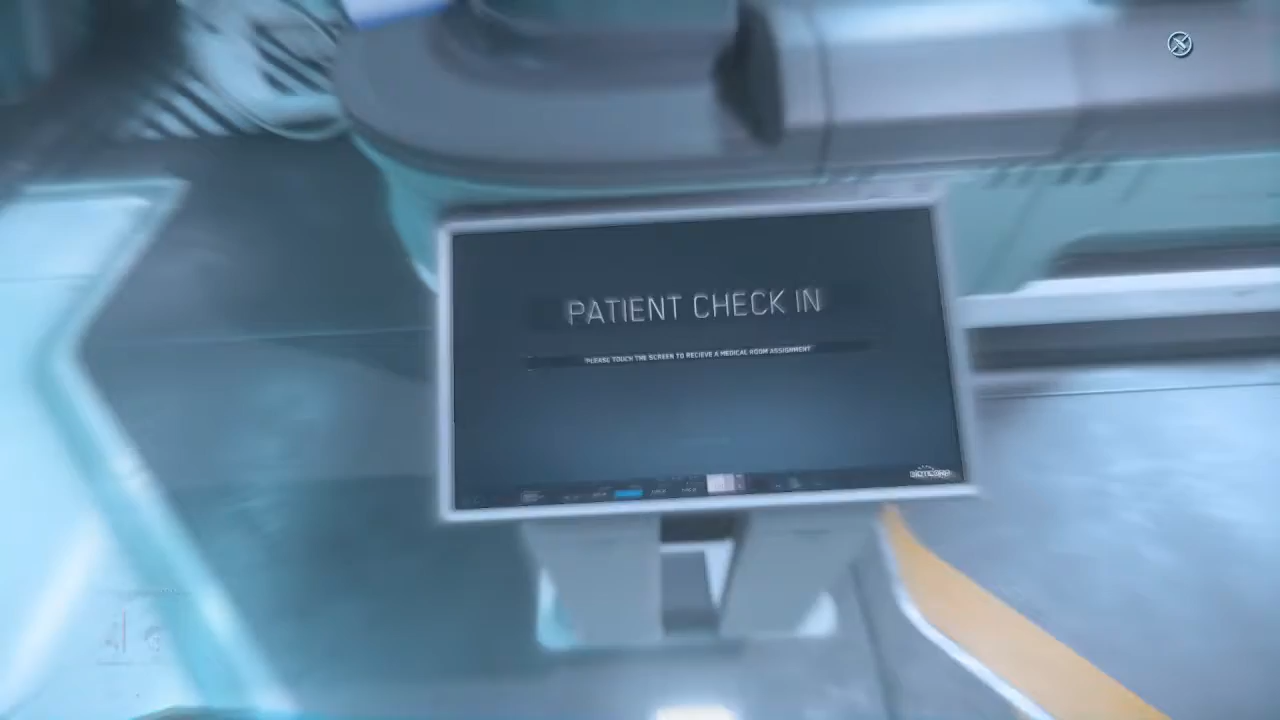 PATIENT CHECK IN
PLEASE TOUCH THE SCREEN TO RECIEVE A MEDICAL ROOM ASSIGNMENT